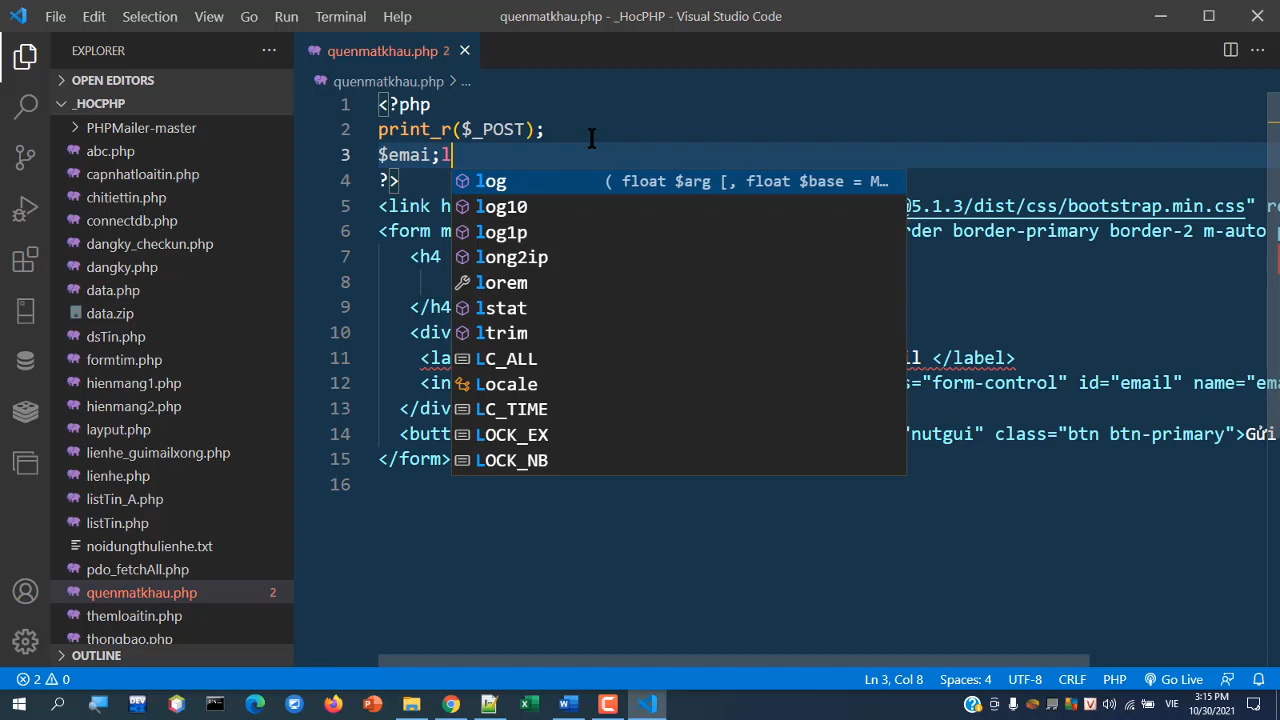 File Edit Selection View Go Run Terminal Help
quenmatkhau.php - _HocPHP - Visual Studio Code
EXPLORER
OPEN EDITORS
_HOCPHP
PHPMailer-master
abc.php
capnhatloaitin.php
chitiettin.php
connectdb.php
dangky_checkun.php
dangky.php
data.php
data.zip
dsTin.php
formtim.php
hienmang1.php
hienmang2.php
layput.php
lienhe_guimailxong.php
lienhe.php
listTin_A.php
listTin.php
noidungthulienhe.txt
pdo_fetchAll.php
quenmatkhau.php 2
themloaitin.php
thongbao.php
OUTLINE
quenmatkhau.php 2
quenmatkhau.php > ...
1 <?php
2 print_r($_POST);
3 $emai;l
4 ?>
5 <link h @5.1.3/dist/css/bootstrap.min.css" re
6 <form m rder border-primary border-2 m-auto p
7 <h4
8
9 </h4
10 <div
11 <la il </label>
12 <in s="form-control" id="email" name="ema
13 </div
14 <butt "nutgui" class="btn btn-primary">Gửi
15 </form>
16
log ( float $arg [, float $base = M…
log10
log1p
long2ip
lorem
lstat
ltrim
LC_ALL
Locale
LC_TIME
LOCK_EX
LOCK_NB
2 0 Ln 3, Col 8 Spaces: 4 UTF-8 CRLF PHP Go Live
DEV
VIE
3:15 PM
10/30/2021